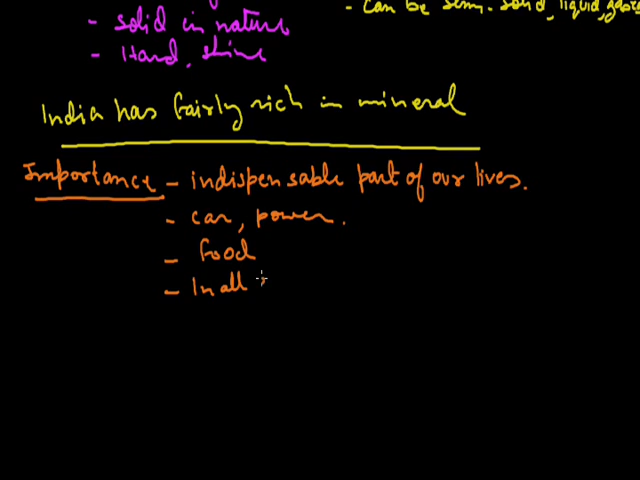 - solid in nature
- Can be semi-solid, liquid,
- Hard, shine
India has fairly rich in mineral
Importance - indispensable part of our lives.
- car, power.
- food
- In all